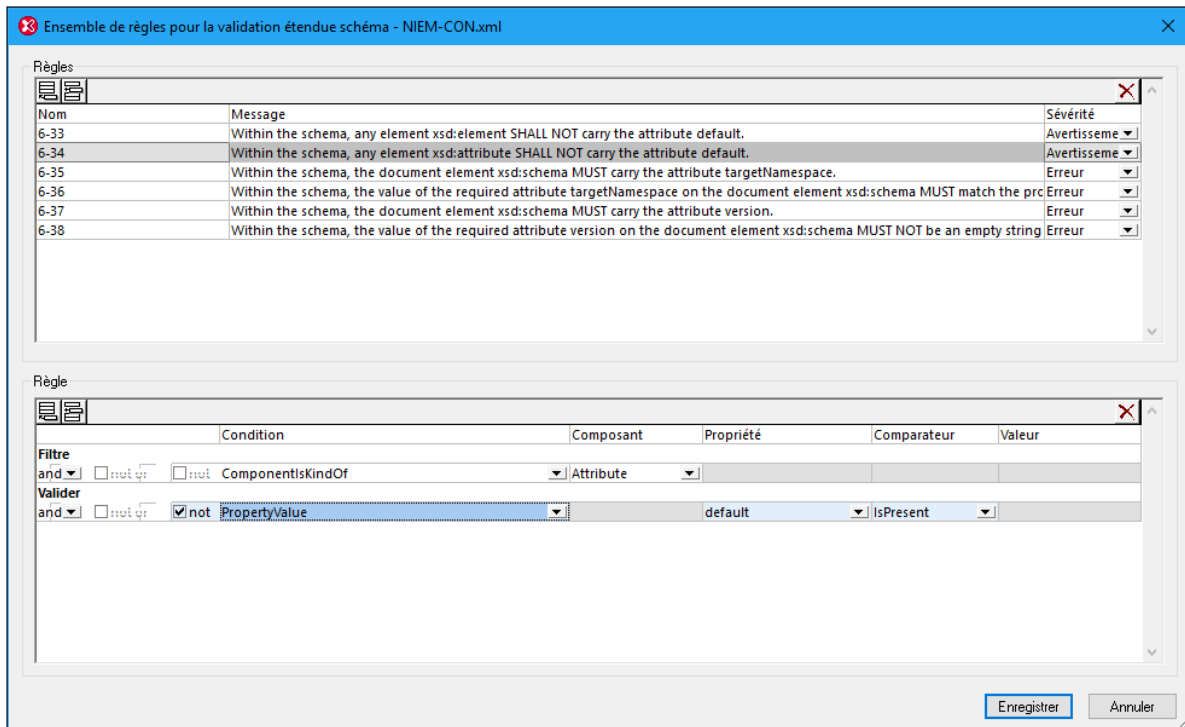 Ensemble de règles pour la validation étendue schéma - NIEM-CON.xml
Règles
Nom Message Sévérité
6-33 Within the schema, any element xsd:element SHALL NOT carry the attribute default. Avertisseme
6-34 Within the schema, any element xsd:attribute SHALL NOT carry the attribute default. Avertisseme
6-35 Within the schema, the document element xsd:schema MUST carry the attribute targetNamespace. Erreur
6-36 Within the schema, the value of the required attribute targetNamespace on the document element xsd:schema MUST match the prc Erreur
6-37 Within the schema, the document element xsd:schema MUST carry the attribute version. Erreur
6-38 Within the schema, the value of the required attribute version on the document element xsd:schema MUST NOT be an empty string Erreur
Règle
Condition Composant Propriété Comparateur Valeur
Filtre
and not gr not ComponentIsKindOf Attribute
Valider
and not gr not PropertyValue default IsPresent
Enregistrer Annuler